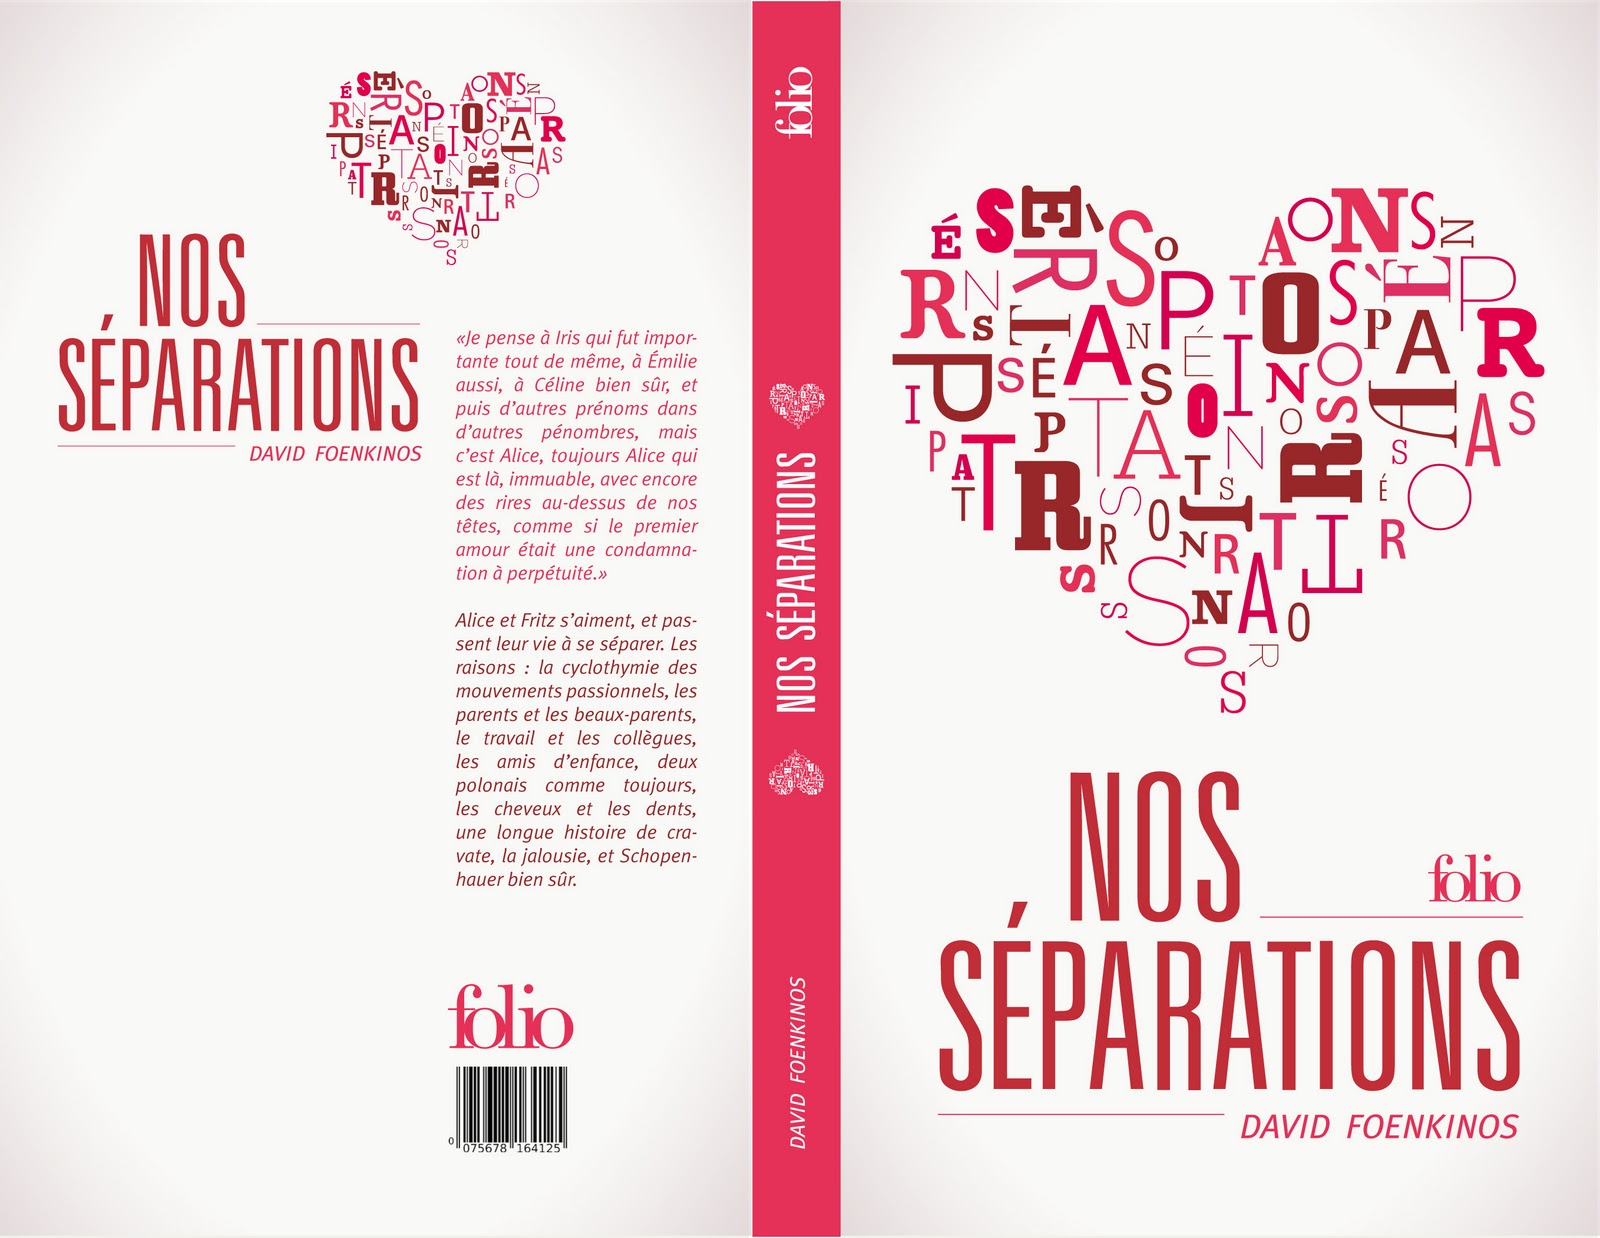 NOS
SÉPARATIONS
DAVID FOENKINOS
«Je pense à Iris qui fut impor-
tante tout de même, à Émilie
aussi, à Céline bien sûr, et
puis d'autres prénoms dans
d'autres pénombres, mais
c'est Alice, toujours Alice qui
est là, immuable, avec encore
des rires au-dessus de nos
têtes, comme si le premier
amour était une condamna-
tion à perpétuité.»
Alice et Fritz s'aiment, et pas-
sent leur vie à se séparer. Les
raisons : la cyclothymie des
mouvements passionnels, les
parents et les beaux-parents,
le travail et les collègues,
les amis d'enfance, deux
polonais comme toujours,
les cheveux et les dents,
une longue histoire de cra-
vate, la jalousie, et Schopen-
hauer bien sûr.
folio
0 075678 164125
folio
NOS SÉPARATIONS
DAVID FOENKINOS
NOS
folio
SÉPARATIONS
DAVID FOENKINOS